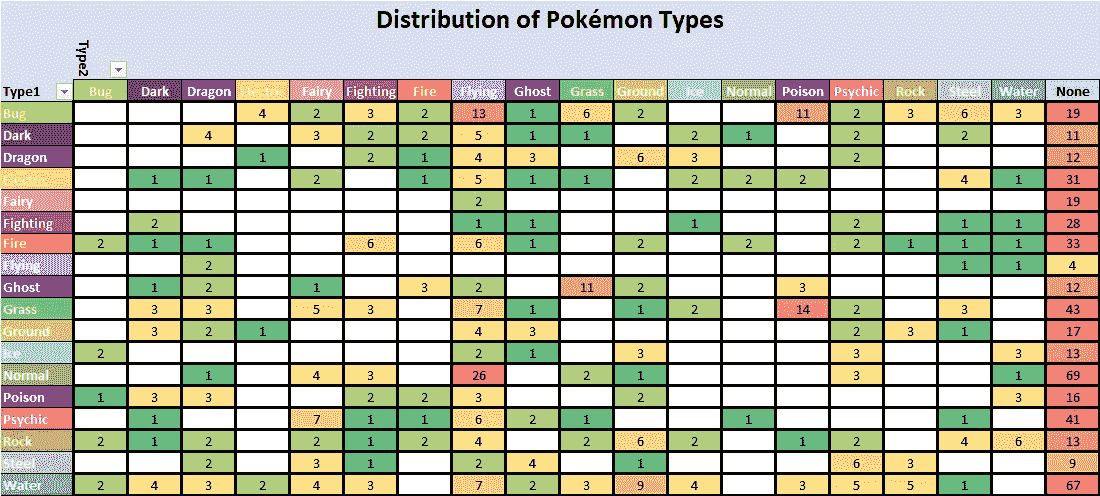 Distribution of Pokémon Types
Type2
Type1 Bug Dark Dragon Electric Fairy Fighting Fire Flying Ghost Grass Ground Ice Normal Poison Psychic Rock Steel Water None
Bug 4 2 3 2 13 1 6 2 11 2 3 6 3 19
Dark 4 3 2 2 5 1 1 2 1 2 2 11
Dragon 1 2 1 4 3 6 3 2 12
1 1 2 1 5 1 1 2 2 2 4 1 31
Fairy 2 19
Fighting 2 1 1 1 2 1 1 28
Fire 2 1 1 6 6 1 2 2 2 1 1 1 33
Flying 2 1 1 4
Ghost 1 2 1 3 2 11 2 3 12
Grass 3 3 5 3 7 1 1 2 14 2 3 43
Ground 3 2 1 4 3 2 3 1 17
Ice 2 2 1 3 3 3 13
Normal 1 4 3 26 2 1 3 1 69
Poison 1 3 3 2 2 3 2 3 16
Psychic 1 7 1 1 6 2 1 1 1 41
Rock 2 1 2 2 1 2 4 2 6 2 1 2 4 6 13
Steel 2 3 1 2 4 1 6 3 9
Water 2 4 3 2 4 3 7 2 3 9 4 3 5 5 1 67